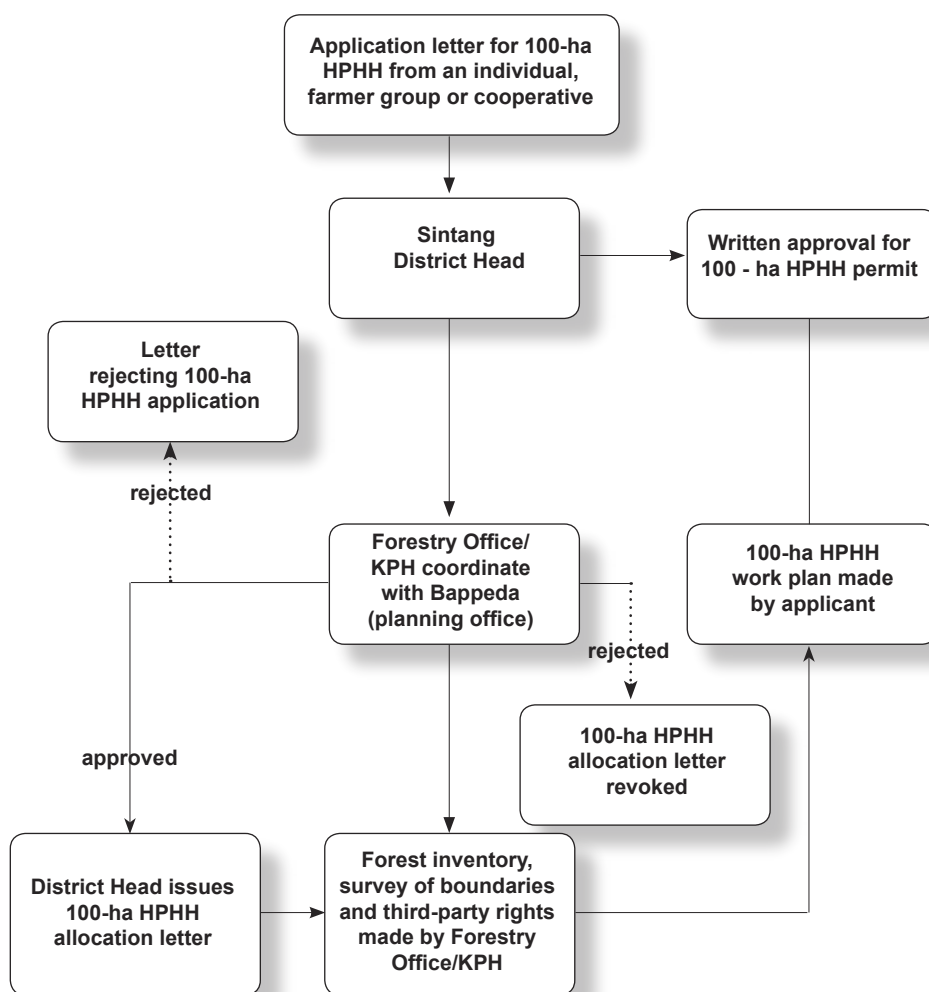 Application letter for 100-ha
HPHH from an individual,
farmer group or cooperative
Sintang
District Head
Written approval for
100 - ha HPHH permit
Letter
rejecting 100-ha
HPHH application
rejected
Forestry Office/
KPH coordinate
with Bappeda
(planning office)
100-ha HPHH
work plan made
by applicant
rejected
approved
100-ha HPHH
allocation letter
revoked
District Head issues
100-ha HPHH
allocation letter
Forest inventory,
survey of boundaries
and third-party rights
made by Forestry
Office/KPH